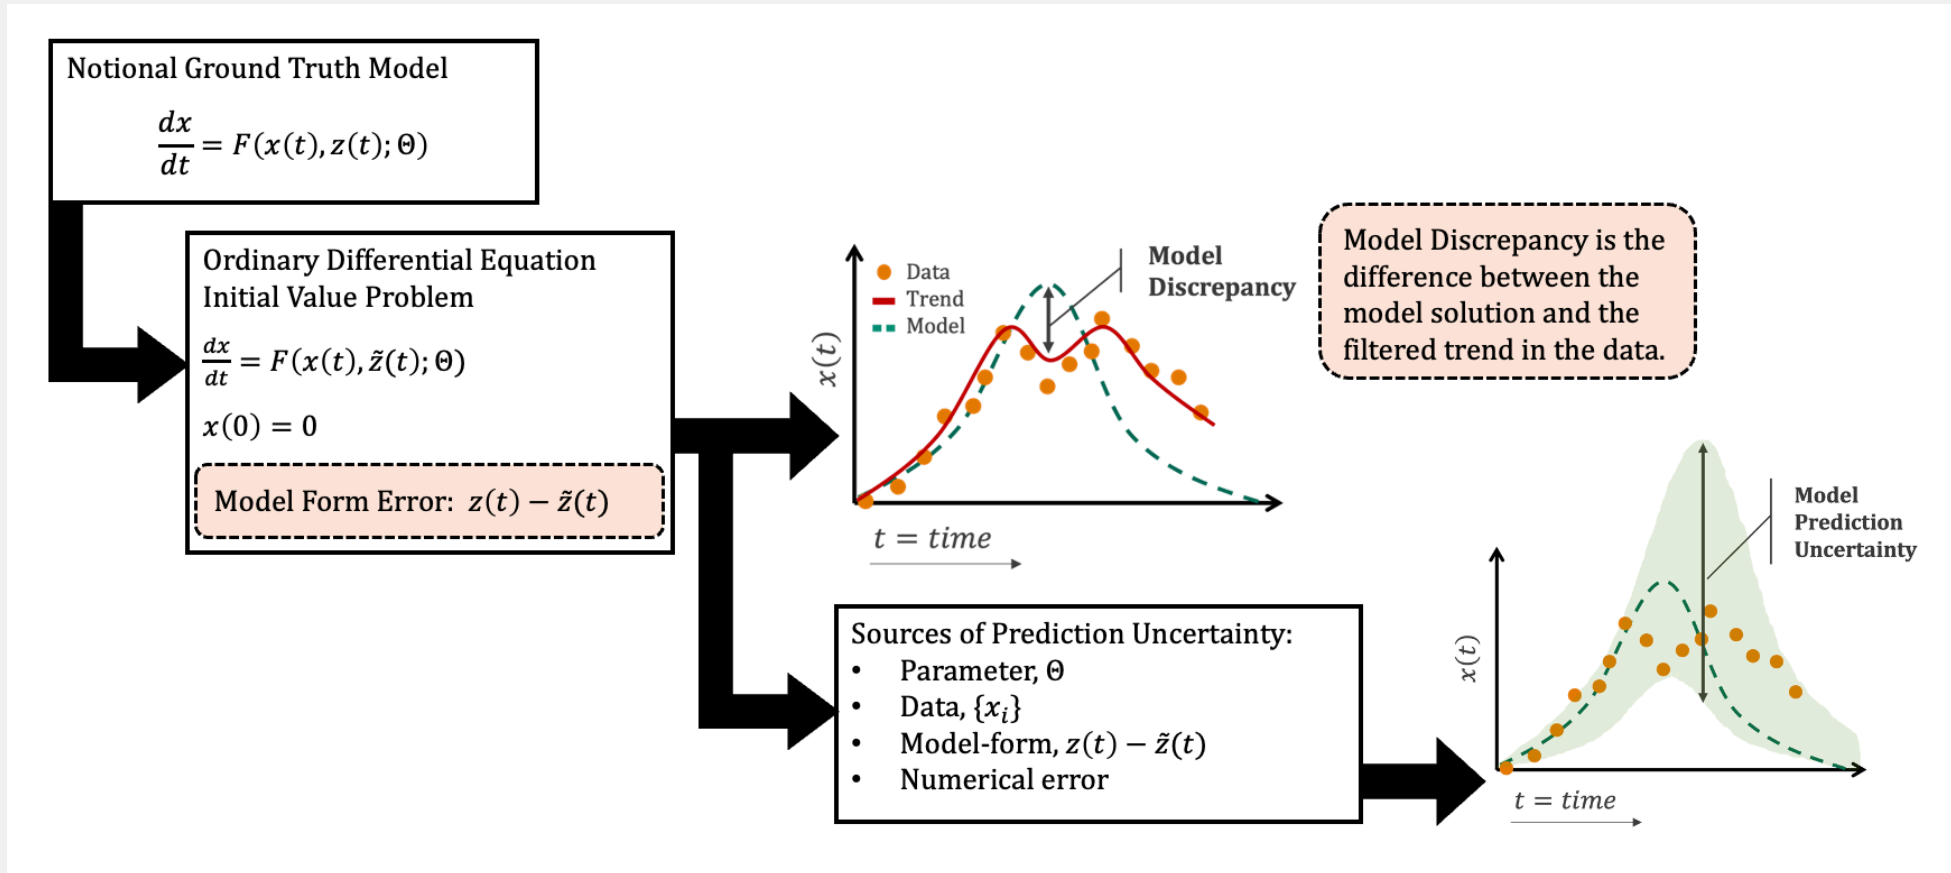 Notional Ground Truth Model
dx/dt = F(x(t), z(t); Θ)
Ordinary Differential Equation
Initial Value Problem
dx/dt = F(x(t), z̃(t); Θ)
x(0) = 0
Model Form Error: z(t) − z̃(t)
Data
Trend
Model
Model
Discrepancy
x(t)
t = time
Model Discrepancy is the
difference between the
model solution and the
filtered trend in the data.
Sources of Prediction Uncertainty:
• Parameter, Θ
• Data, {xᵢ}
• Model-form, z(t) − z̃(t)
• Numerical error
Model
Prediction
Uncertainty
x(t)
t = time